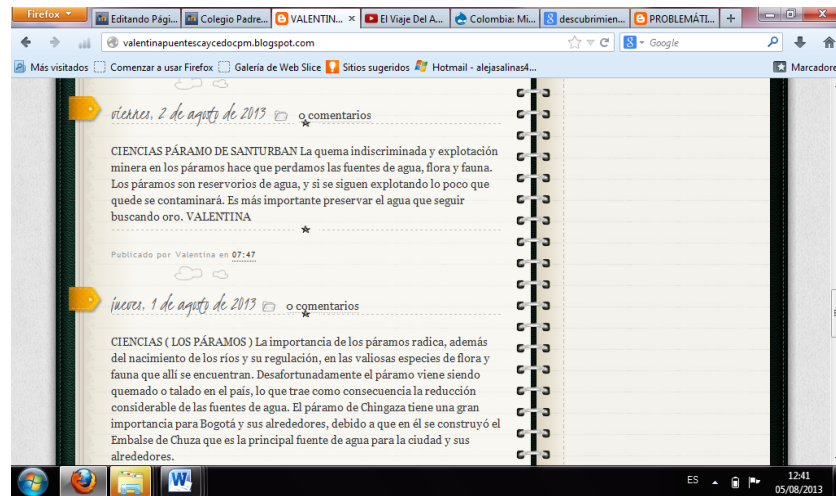 Firefox
Editando Pági...
Colegio Padre...
VALENTIN...
El Viaje Del A...
Colombia: Mi...
descubrimien...
PROBLEMÁTI...
valentinapuentescaycedocpm.blogspot.com
Google
Más visitados
Comenzar a usar Firefox
Galería de Web Slice
Sitios sugeridos
Hotmail - alejasalinas4...
Marcadore
viernes, 2 de agosto de 2013
0 comentarios
CIENCIAS PÁRAMO DE SANTURBAN La quema indiscriminada y explotación
minera en los páramos hace que perdamos las fuentes de agua, flora y fauna.
Los páramos son reservorios de agua, y si se siguen explotando lo poco que
quede se contaminará. Es más importante preservar el agua que seguir
buscando oro. VALENTINA
Publicado por Valentina en 07:47
jueves, 1 de agosto de 2013
0 comentarios
CIENCIAS ( LOS PÁRAMOS ) La importancia de los páramos radica, además
del nacimiento de los ríos y su regulación, en las valiosas especies de flora y
fauna que allí se encuentran. Desafortunadamente el páramo viene siendo
quemado o talado en el país, lo que trae como consecuencia la reducción
considerable de las fuentes de agua. El páramo de Chingaza tiene una gran
importancia para Bogotá y sus alrededores, debido a que en él se construyó el
Embalse de Chuza que es la principal fuente de agua para la ciudad y sus
alrededores.
ES
12:41
05/08/2013